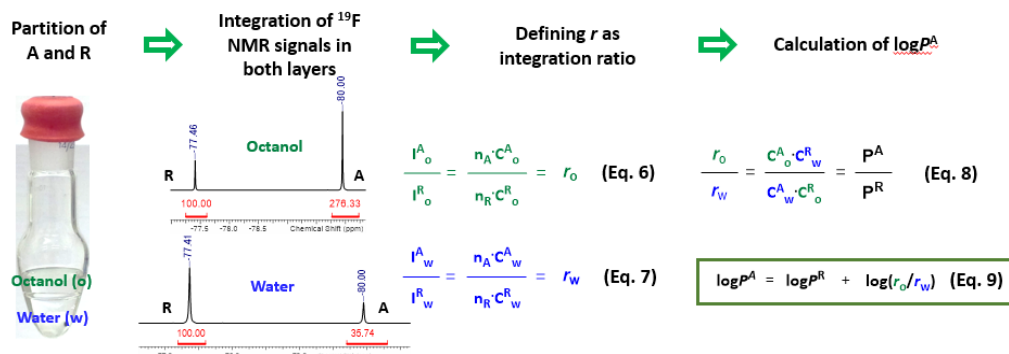 Partition of
A and R
Integration of ¹⁹F
NMR signals in
both layers
Defining r as
integration ratio
Calculation of logPᴬ
-77.46
-80.00
Octanol
R
A
100.00
276.33
-77.5 -78.0 -78.5
Chemical Shift (ppm)
-77.41
-80.00
Water
R
A
100.00
35.74
Octanol (o)
Water (w)
Iᴬₒ / Iᴿₒ = n_A·Cᴬₒ / n_R·Cᴿₒ = rₒ (Eq. 6)
Iᴬ_w / Iᴿ_w = n_A·Cᴬ_w / n_R·Cᴿ_w = r_w (Eq. 7)
rₒ / r_w = Cᴬₒ·Cᴿ_w / Cᴬ_w·Cᴿₒ = Pᴬ / Pᴿ (Eq. 8)
logPᴬ = logPᴿ + log(rₒ/r_w) (Eq. 9)